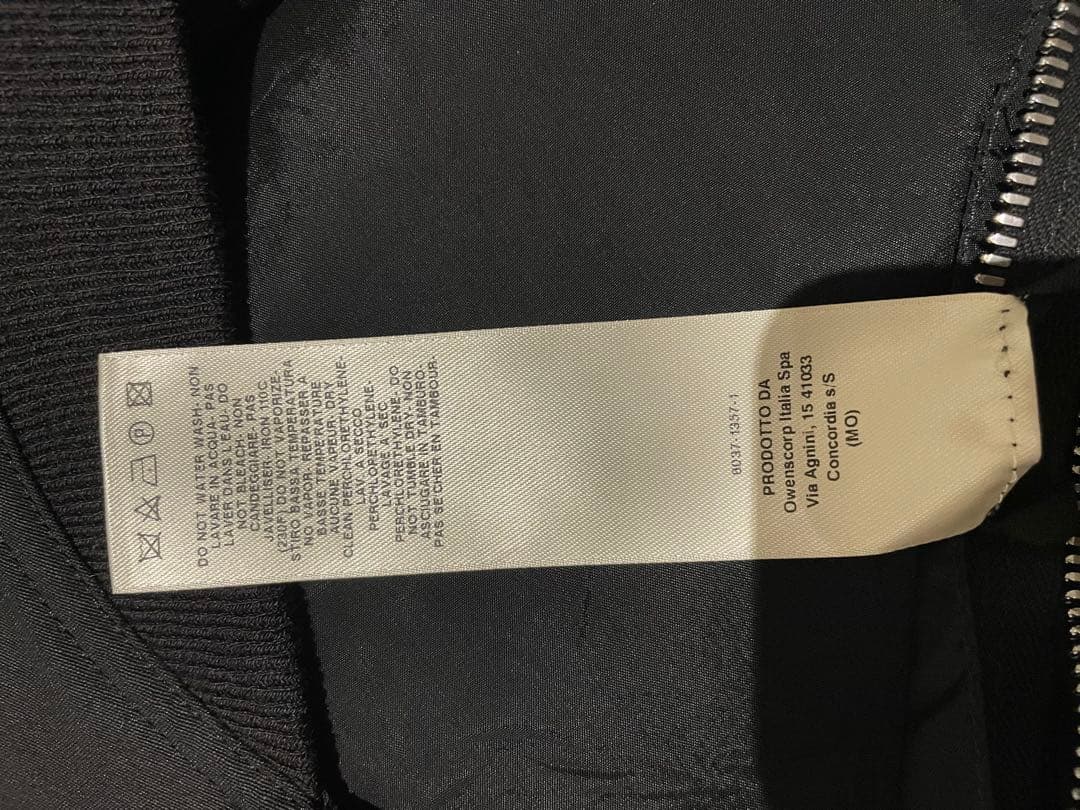 P
DO NOT WATER WASH- NON
LAVARE IN ACQUA- PAS
LAVER DANS L'EAU- DO
NOT BLEACH- NON
CANDEGGIARE- PAS
JAVELLISER- IRON 110C
(230F) DO NOT VAPORIZE-
STIRO BASSA TEMPERATURA
NO VAPOR- REPASSER A
BASSE TEMPERATURE
AUCUNE VAPEUR- DRY
CLEAN PERCHLORETHYLENE-
LAV. A SECCO
PERCHLORETHYLENE-
LAVAGE A SEC
PERCHLORETHYLENE- DO
NOT TUMBLE DRY- NON
ASCIUGARE IN TAMBURO-
PAS SECHER EN TAMBOUR-
8037-1357-1
PRODOTTO DA
Owenscorp Italia Spa
Via Agnini, 15 41033
Concordia s/S
(MO)